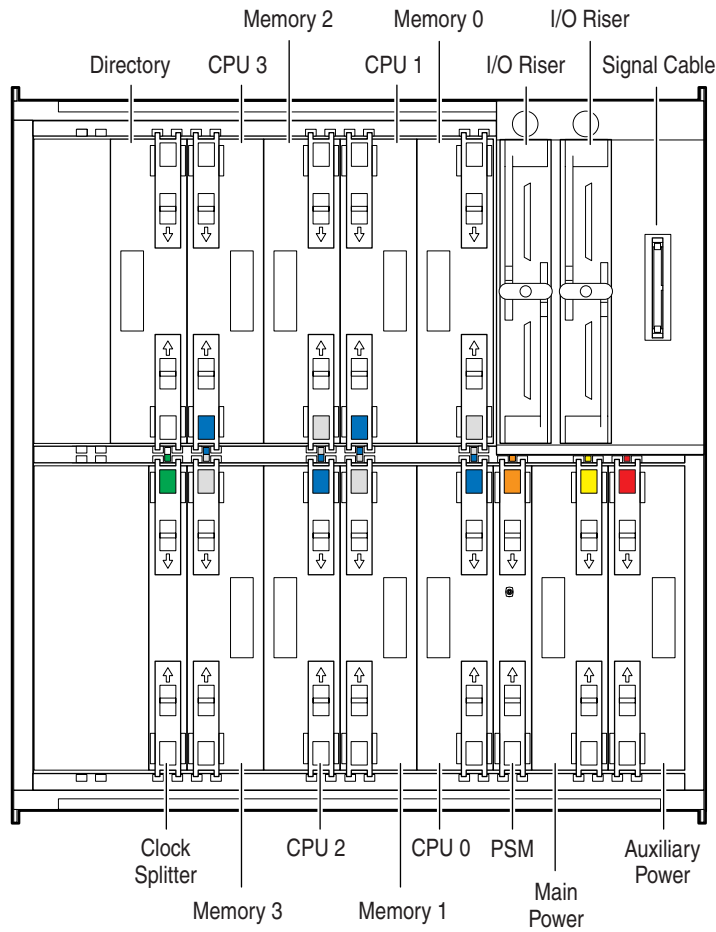 Memory 2
Memory 0
I/O Riser
Directory
CPU 3
CPU 1
I/O Riser
Signal Cable
Clock
Splitter
CPU 2
CPU 0
PSM
Auxiliary
Power
Memory 3
Memory 1
Main
Power